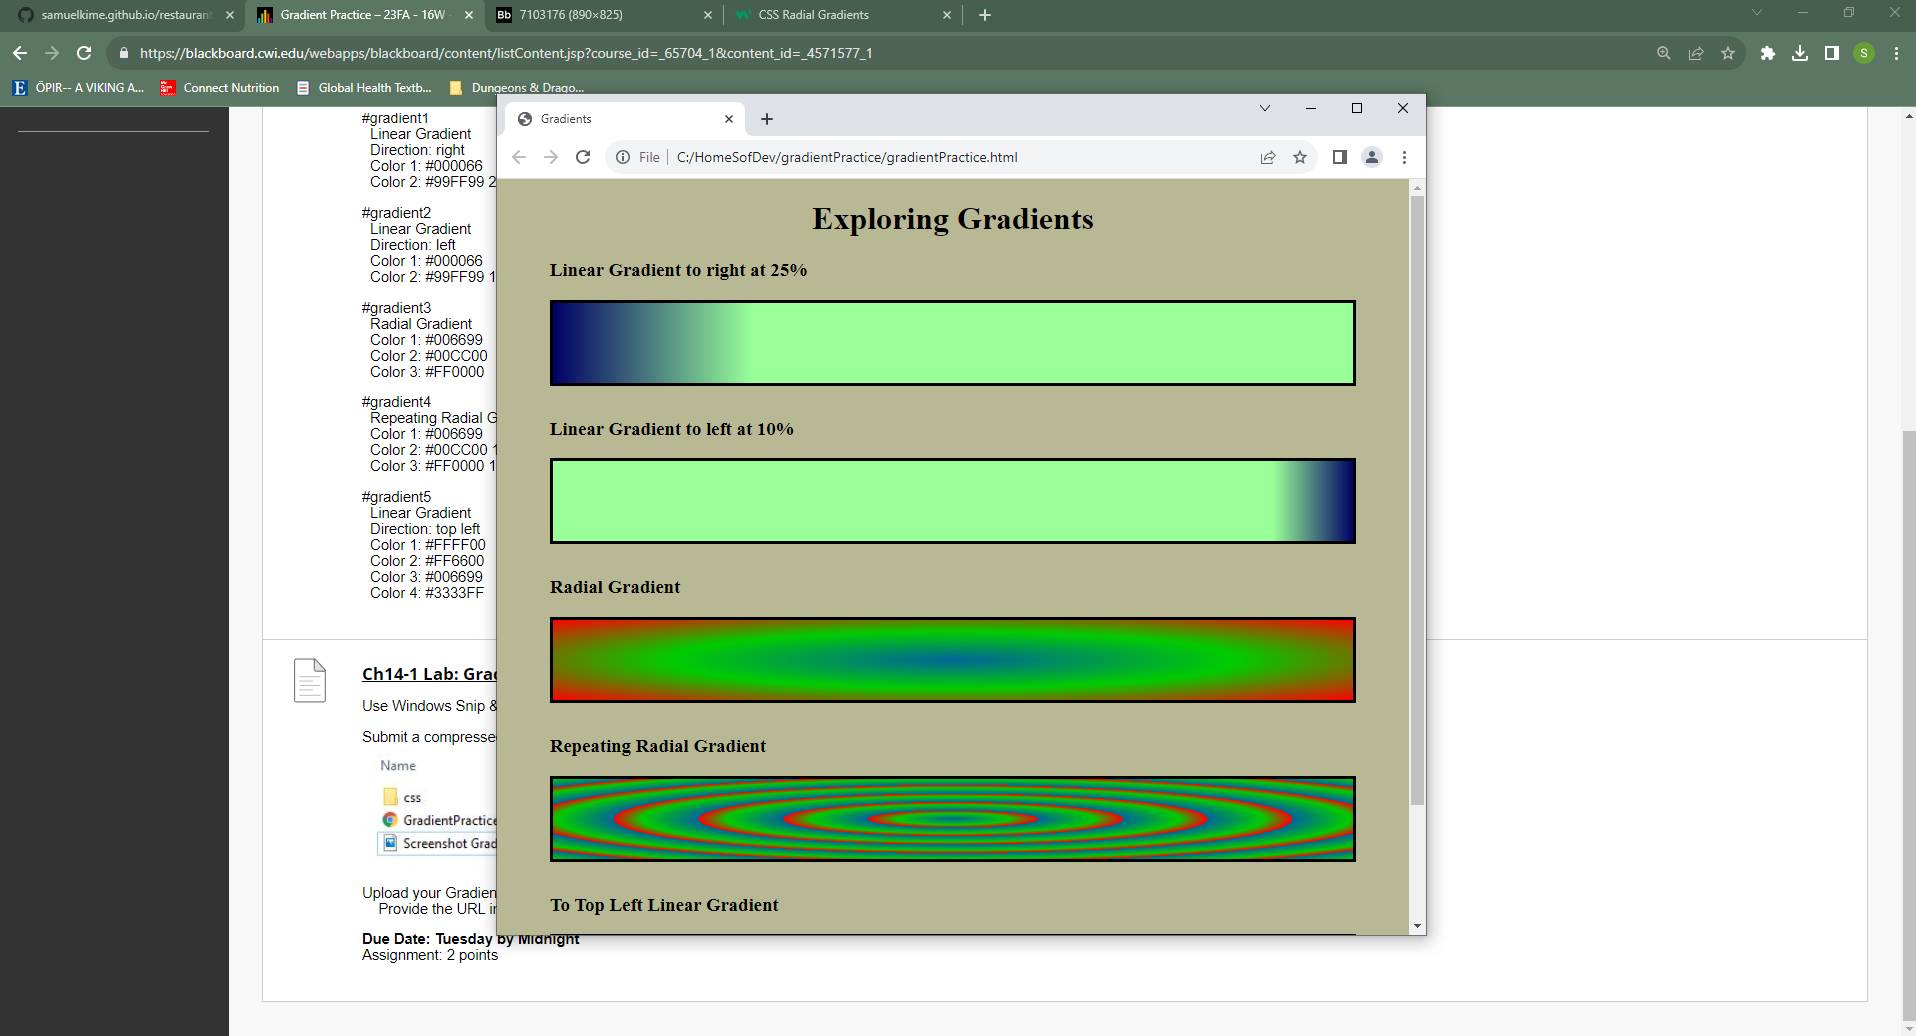 samuelkime.github.io/restaurant
Gradient Practice – 23FA - 16W -
Bb 7103176 (890×825)
CSS Radial Gradients
https://blackboard.cwi.edu/webapps/blackboard/content/listContent.jsp?course_id=_65704_1&content_id=_4571577_1
S
E ÖPIR-- A VIKING A...
Connect Nutrition
Global Health Textb...
Dungeons & Drago...
#gradient1
Linear Gradient
Direction: right
Color 1: #000066
Color 2: #99FF99 2
#gradient2
Linear Gradient
Direction: left
Color 1: #000066
Color 2: #99FF99 1
#gradient3
Radial Gradient
Color 1: #006699
Color 2: #00CC00
Color 3: #FF0000
#gradient4
Repeating Radial G
Color 1: #006699
Color 2: #00CC00 1
Color 3: #FF0000 1
#gradient5
Linear Gradient
Direction: top left
Color 1: #FFFF00
Color 2: #FF6600
Color 3: #006699
Color 4: #3333FF
Ch14-1 Lab: Grad
Use Windows Snip &
Submit a compresse
Name
css
GradientPractice
Screenshot Grad
Upload your Gradien
Provide the URL in
Due Date: Tuesday by Midnight
Assignment: 2 points
Gradients
File
C:/HomeSofDev/gradientPractice/gradientPractice.html
Exploring Gradients
Linear Gradient to right at 25%
Linear Gradient to left at 10%
Radial Gradient
Repeating Radial Gradient
To Top Left Linear Gradient